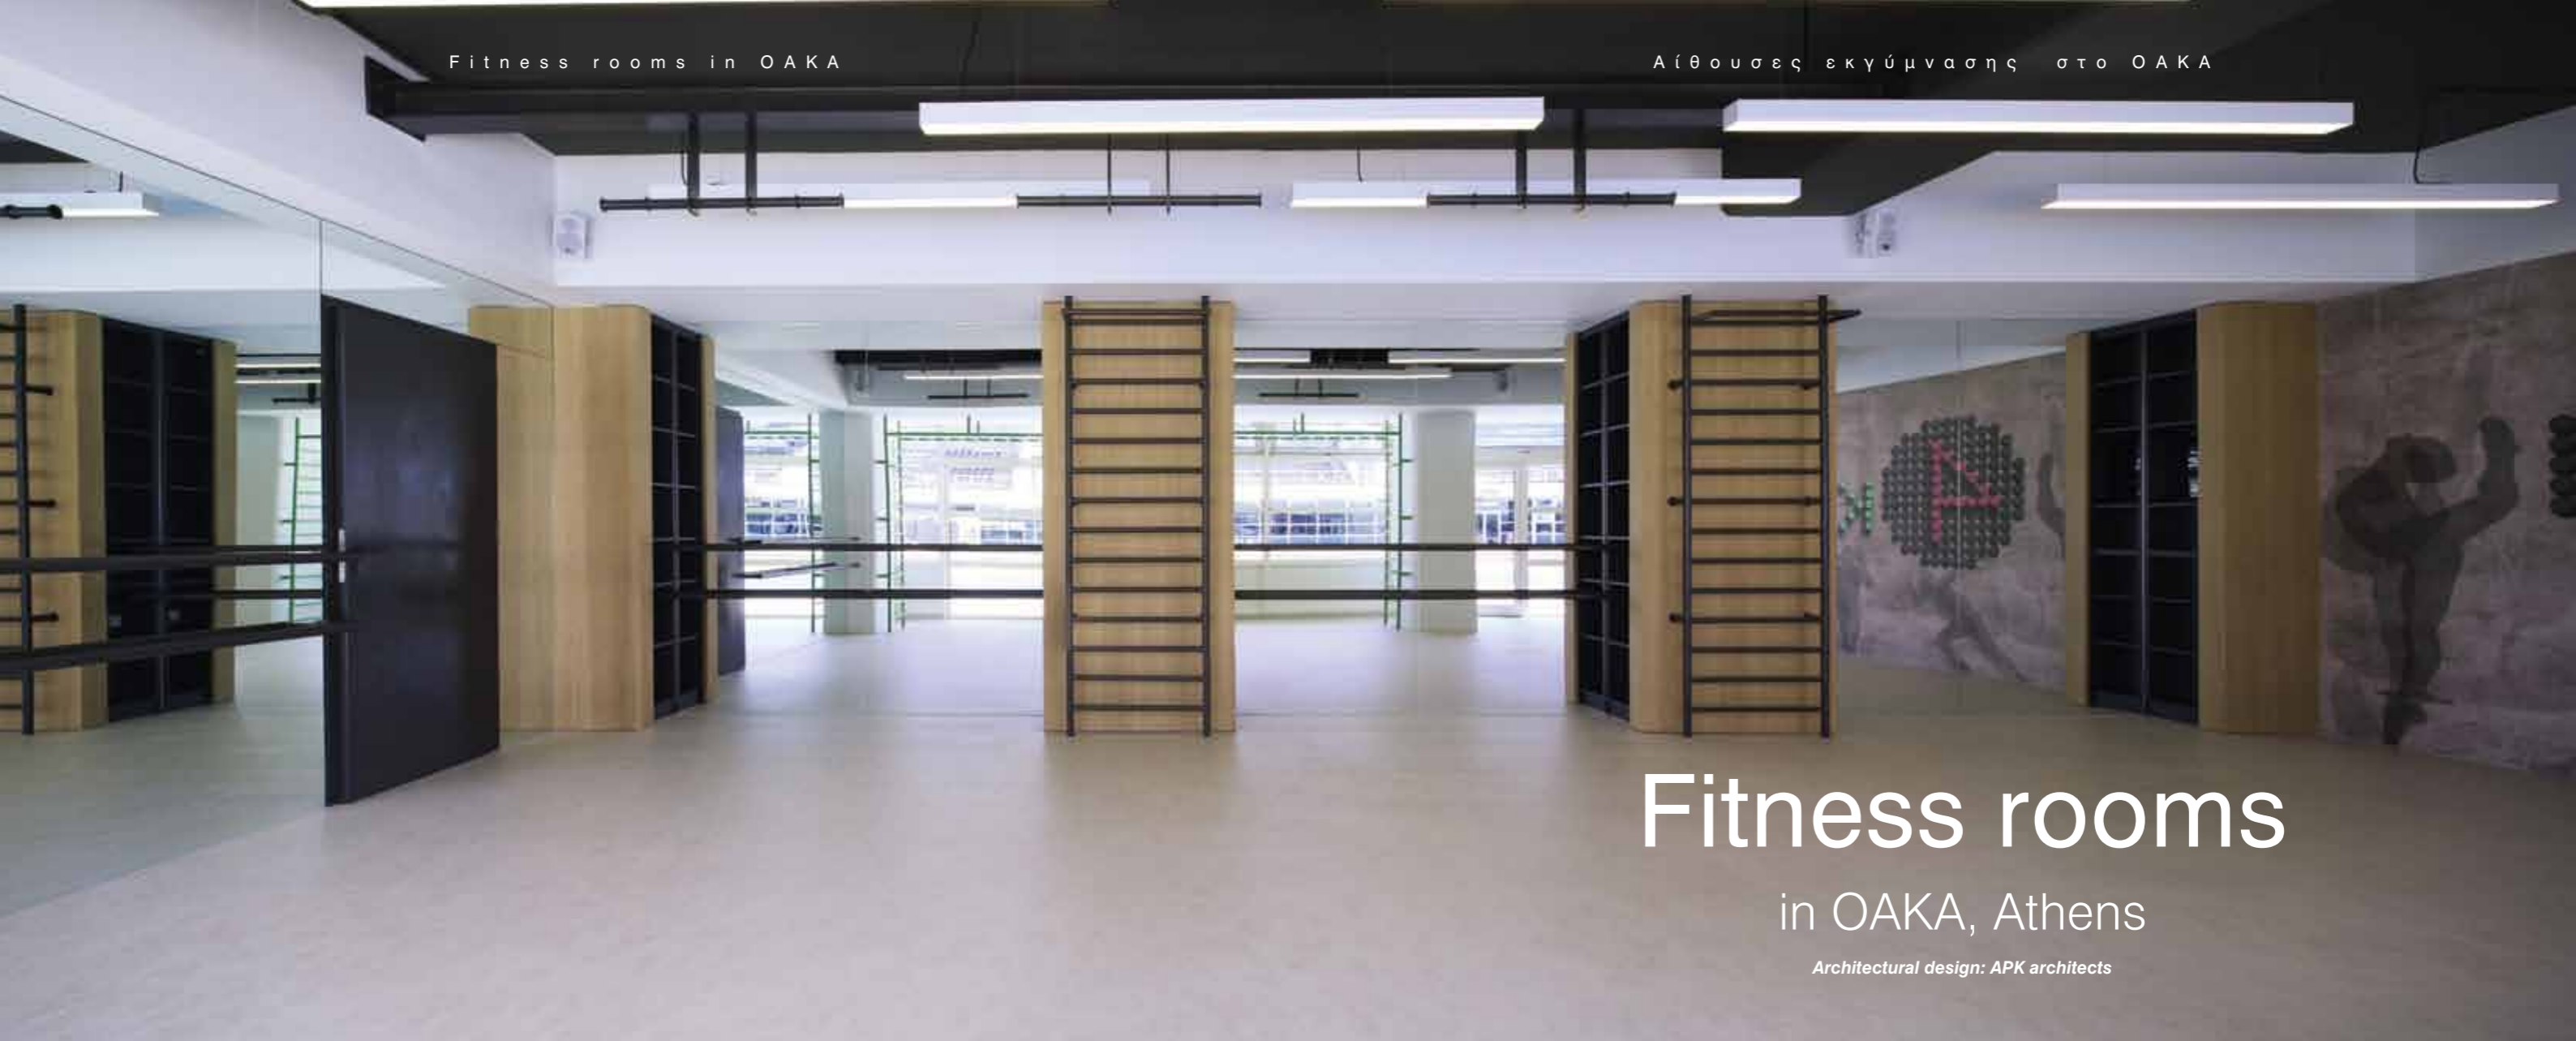 Fitness rooms in OAKA
Αίθουσες εκγύμνασης στο ΟΑΚΑ
Fitness rooms
in OAKA, Athens
Architectural design: APK architects